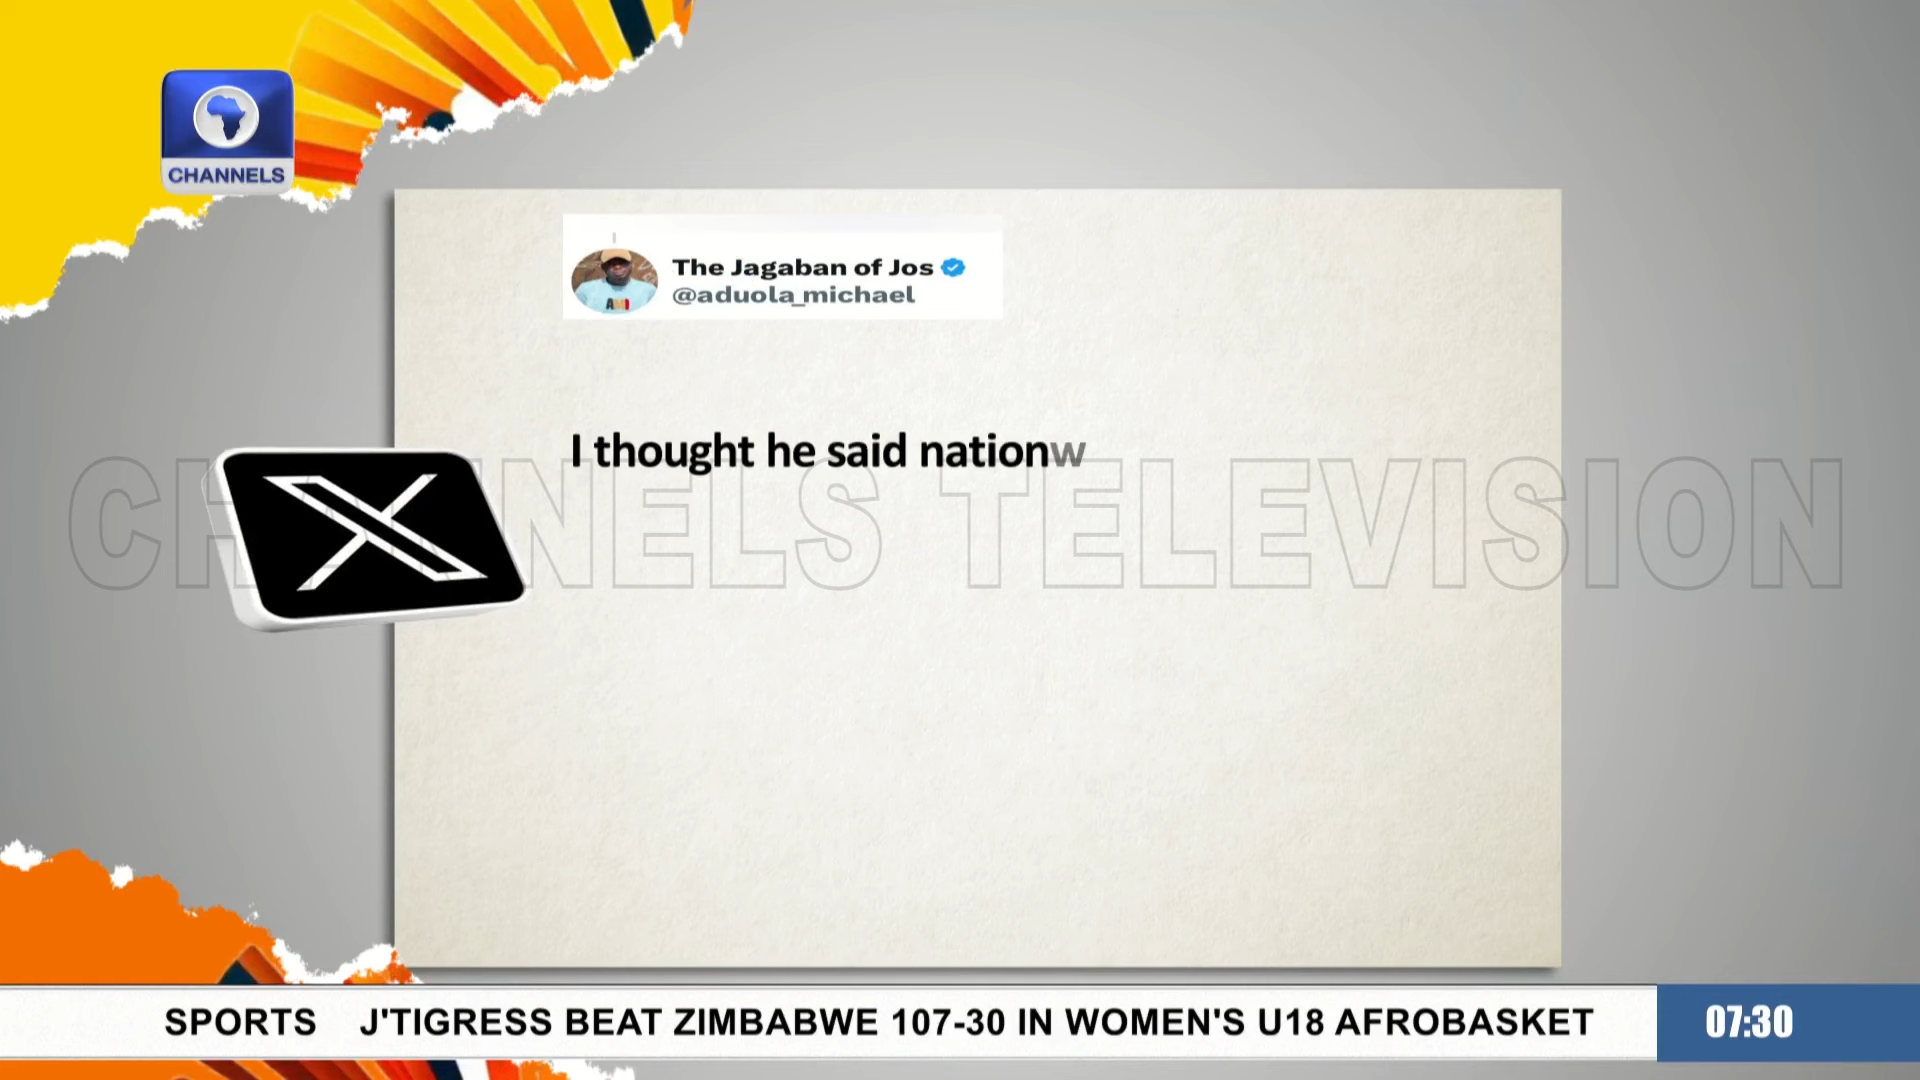 CHANNELS
The Jagaban of Jos
@aduola_michael
I thought he said nationw
CHANNELS TELEVISION
SPORTS J'TIGRESS BEAT ZIMBABWE 107-30 IN WOMEN'S U18 AFROBASKET
07:30